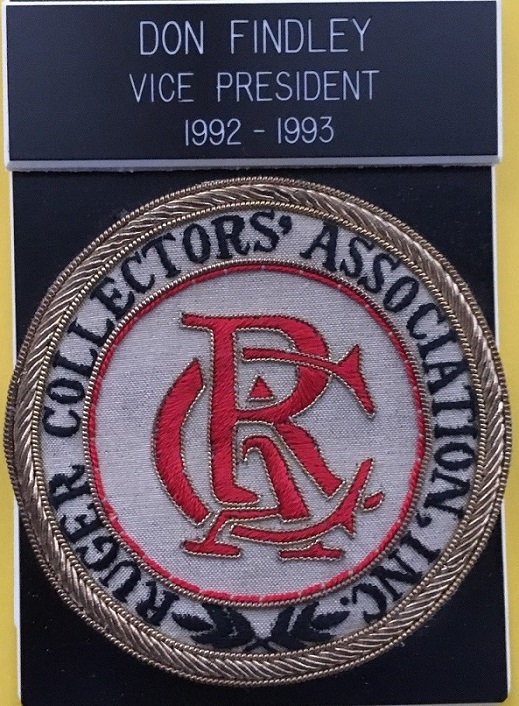 DON FINDLEY
VICE PRESIDENT
1992 - 1993
RUGER COLLECTORS' ASSOCIATION, INC.
RCA